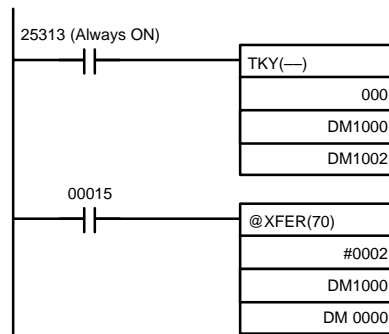 25313 (Always ON)
TKY(––)
000
DM1000
DM1002
00015
@XFER(70)
#0002
DM1000
DM 0000